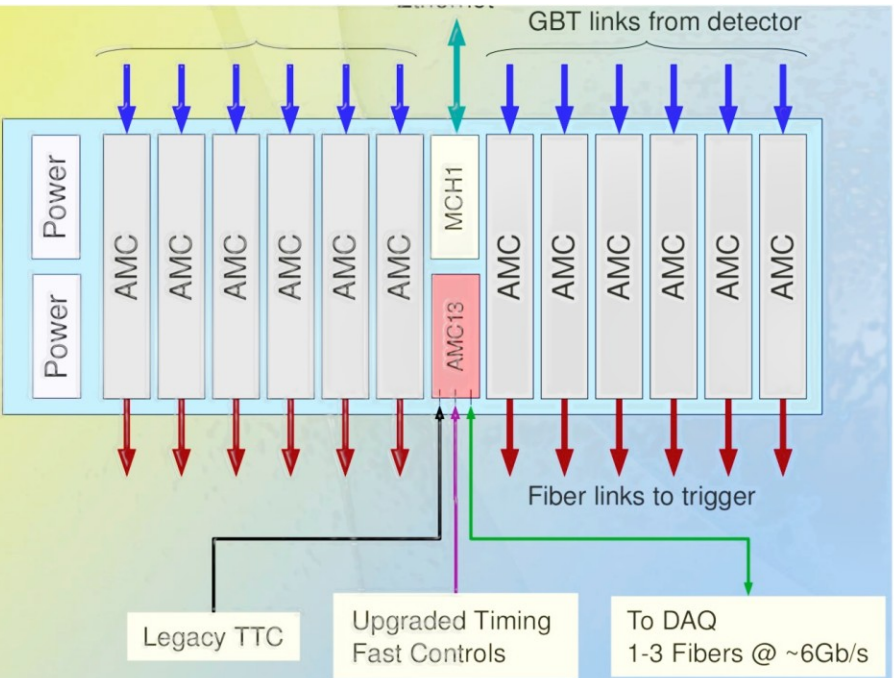 GBT links from detector
Power
Power
AMC
AMC
AMC
AMC
AMC
AMC
MCH1
AMC13
AMC
AMC
AMC
AMC
AMC
AMC
Fiber links to trigger
Legacy TTC
Upgraded Timing
Fast Controls
To DAQ
1-3 Fibers @ ~6Gb/s